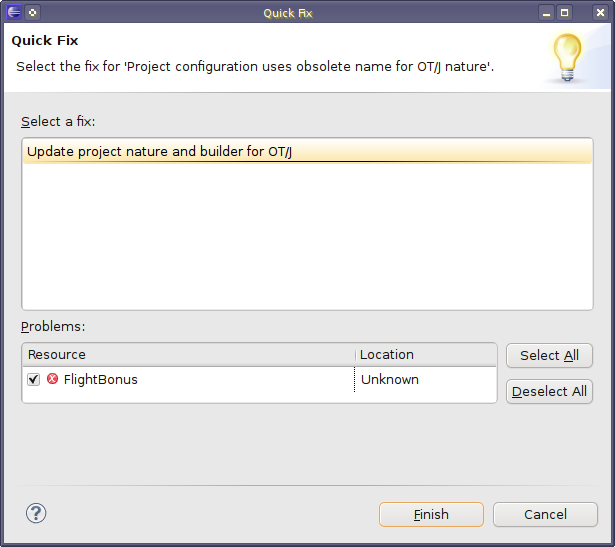 Quick Fix
Quick Fix
Select the fix for 'Project configuration uses obsolete name for OT/J nature'.
Select a fix:
Update project nature and builder for OT/J
Problems:
Resource Location
Select All
FlightBonus Unknown
Deselect All
?
Finish Cancel